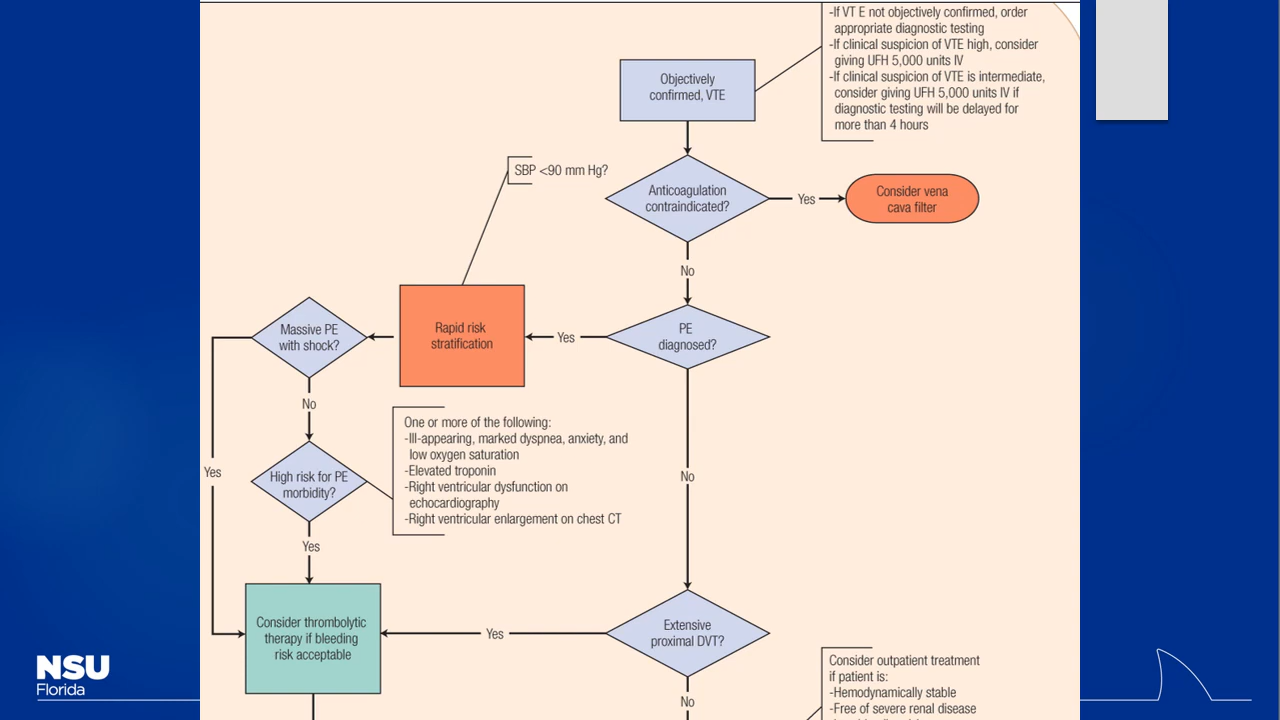 -If VT E not objectively confirmed, order
appropriate diagnostic testing
-If clinical suspicion of VTE high, consider
giving UFH 5,000 units IV
-If clinical suspicion of VTE is intermediate,
consider giving UFH 5,000 units IV if
diagnostic testing will be delayed for
more than 4 hours
Objectively
confirmed, VTE
SBP <90 mm Hg?
Anticoagulation
contraindicated?
Yes
Consider vena
cava filter
No
Massive PE
with shock?
Rapid risk
stratification
Yes
PE
diagnosed?
No
One or more of the following:
-Ill-appearing, marked dyspnea, anxiety, and
low oxygen saturation
-Elevated troponin
-Right ventricular dysfunction on
echocardiography
-Right ventricular enlargement on chest CT
Yes
High risk for PE
morbidity?
No
Yes
Consider thrombolytic
therapy if bleeding
risk acceptable
Yes
Extensive
proximal DVT?
No
Consider outpatient treatment
if patient is:
-Hemodynamically stable
-Free of severe renal disease
NSU
Florida